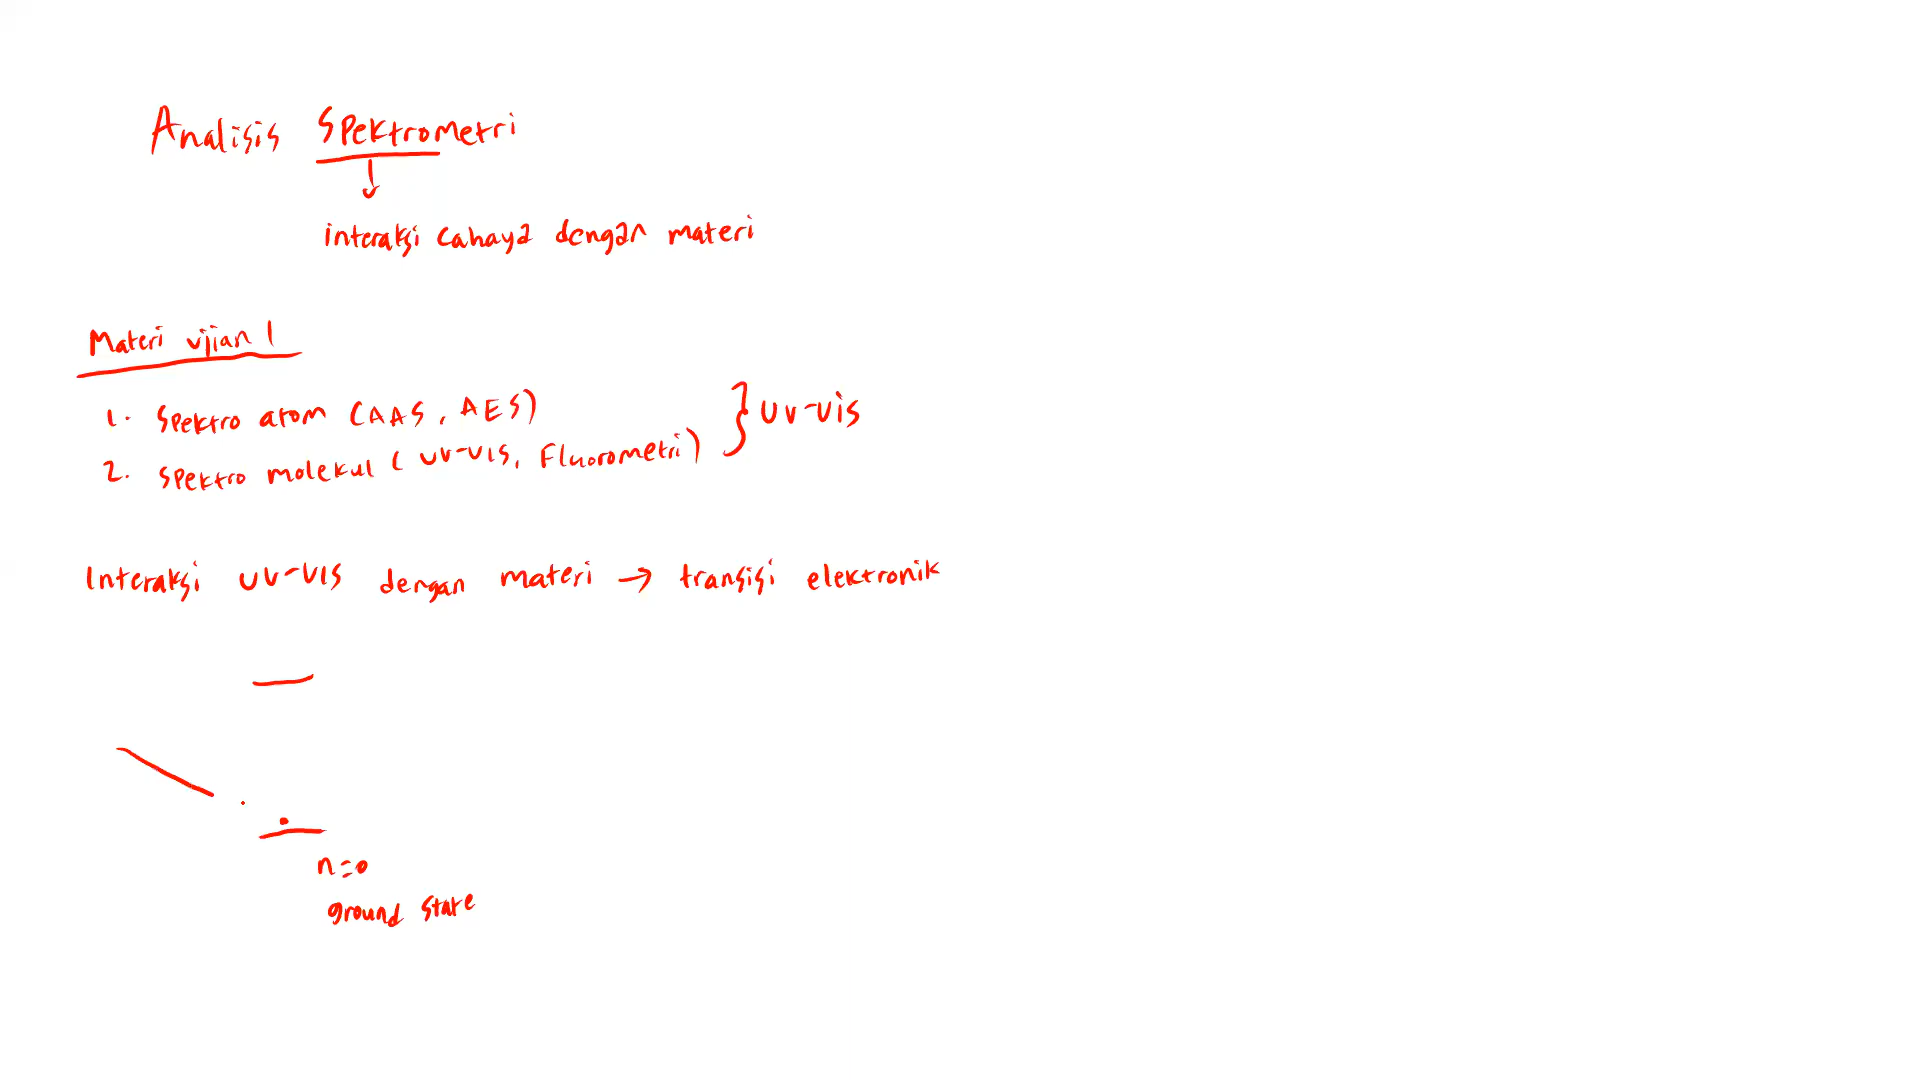 Analisis Spektrometri
interaksi cahaya dengan materi
Materi ujian 1
1. Spektro atom (AAS, AES)
2. Spektro molekul (UV-VIS, Fluorometri)
} UV-Vis
Interaksi UV-VIS dengan materi → transisi elektronik
n=0
ground state